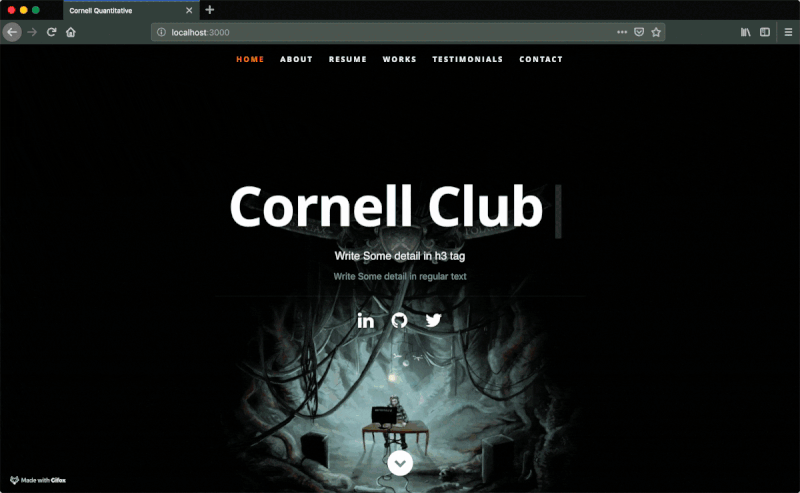 Cornell Quantitative
localhost:3000
HOME ABOUT RESUME WORKS TESTIMONIALS CONTACT
Cornell Club
Write Some detail in h3 tag
Write Some detail in regular text
in
Made with Gifox